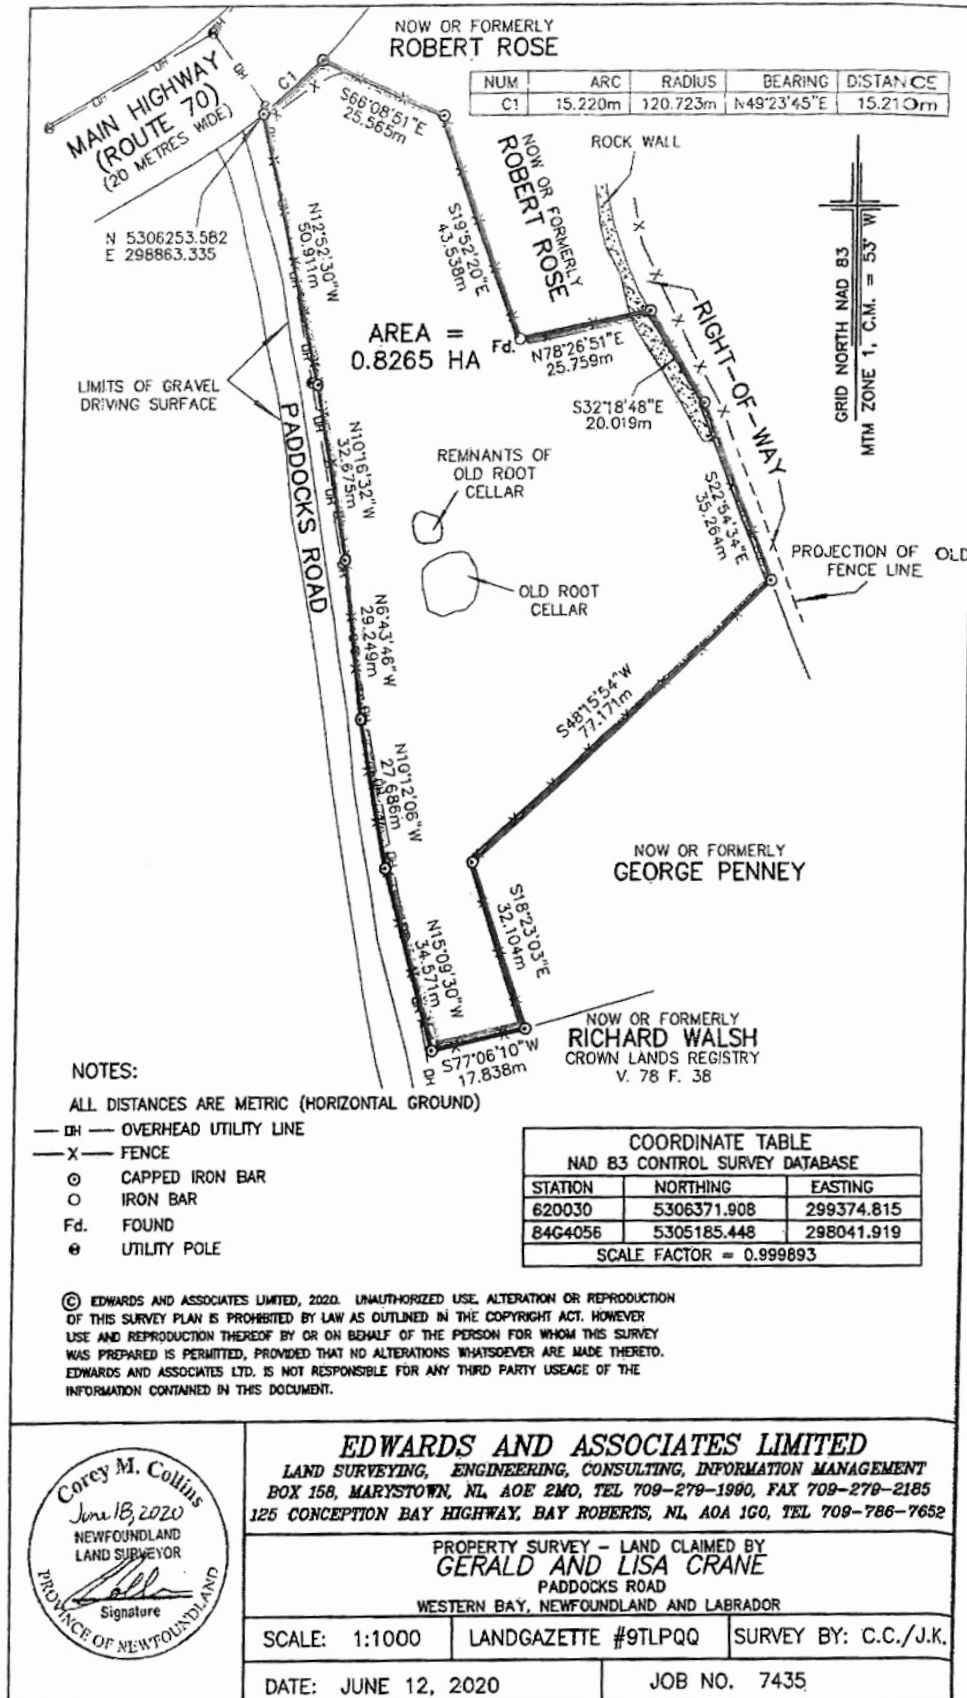 NOW OR FORMERLY
ROBERT ROSE
NUM ARC RADIUS BEARING DISTANCE
C1 15.220m 120.723m N49°23'45"E 15.210m
OH
OH
OH
C1
MAIN HIGHWAY
(ROUTE 70)
(20 METRES WIDE)
S66°08'51"E
25.565m
NOW OR FORMERLY
ROBERT ROSE
ROCK WALL
N 5306253.582
E 298863.335
N12°52'30"W
50.911m
S19°52'20"E
43.538m
GRID NORTH NAD 83
MTM ZONE 1, C.M. = 53° W
AREA =
0.8265 HA
Fd.
N78°26'51"E
25.759m
RIGHT-OF-WAY
LIMITS OF GRAVEL
DRIVING SURFACE
S32°18'48"E
20.019m
PADDOCKS ROAD
N10°16'32"W
32.675m
REMNANTS OF
OLD ROOT
CELLAR
S22°54'34"E
35.264m
PROJECTION OF OLD
FENCE LINE
OLD ROOT
CELLAR
N6°43'46"W
29.249m
S48°15'54"W
77.171m
N10°12'06"W
27.686m
NOW OR FORMERLY
GEORGE PENNEY
S18°23'03"E
32.104m
N15°09'30"W
34.571m
S77°06'10"W
17.838m
OH
NOW OR FORMERLY
RICHARD WALSH
CROWN LANDS REGISTRY
V. 78 F. 38
NOTES:
ALL DISTANCES ARE METRIC (HORIZONTAL GROUND)
OH OVERHEAD UTILITY LINE
X FENCE
CAPPED IRON BAR
IRON BAR
Fd. FOUND
UTILITY POLE
COORDINATE TABLE
NAD 83 CONTROL SURVEY DATABASE
STATION NORTHING EASTING
620030 5306371.908 299374.815
84G4056 5305185.448 298041.919
SCALE FACTOR = 0.999893
© EDWARDS AND ASSOCIATES LIMITED, 2020. UNAUTHORIZED USE, ALTERATION OR REPRODUCTION
OF THIS SURVEY PLAN IS PROHIBITED BY LAW AS OUTLINED IN THE COPYRIGHT ACT. HOWEVER
USE AND REPRODUCTION THEREOF BY OR ON BEHALF OF THE PERSON FOR WHOM THIS SURVEY
WAS PREPARED IS PERMITTED, PROVIDED THAT NO ALTERATIONS WHATSOEVER ARE MADE THERETO.
EDWARDS AND ASSOCIATES LTD. IS NOT RESPONSIBLE FOR ANY THIRD PARTY USEAGE OF THE
INFORMATION CONTAINED IN THIS DOCUMENT.
Corey M. Collins
June 18, 2020
NEWFOUNDLAND
LAND SURVEYOR
Signature
PROVINCE OF NEWFOUNDLAND
EDWARDS AND ASSOCIATES LIMITED
LAND SURVEYING, ENGINEERING, CONSULTING, INFORMATION MANAGEMENT
BOX 158, MARYSTOWN, NL, A0E 2M0, TEL 709-279-1990, FAX 709-279-2185
125 CONCEPTION BAY HIGHWAY, BAY ROBERTS, NL, A0A 1G0, TEL 709-786-7652
PROPERTY SURVEY - LAND CLAIMED BY
GERALD AND LISA CRANE
PADDOCKS ROAD
WESTERN BAY, NEWFOUNDLAND AND LABRADOR
SCALE: 1:1000
LANDGAZETTE #9TLPQQ
SURVEY BY: C.C./J.K.
DATE: JUNE 12, 2020
JOB NO. 7435